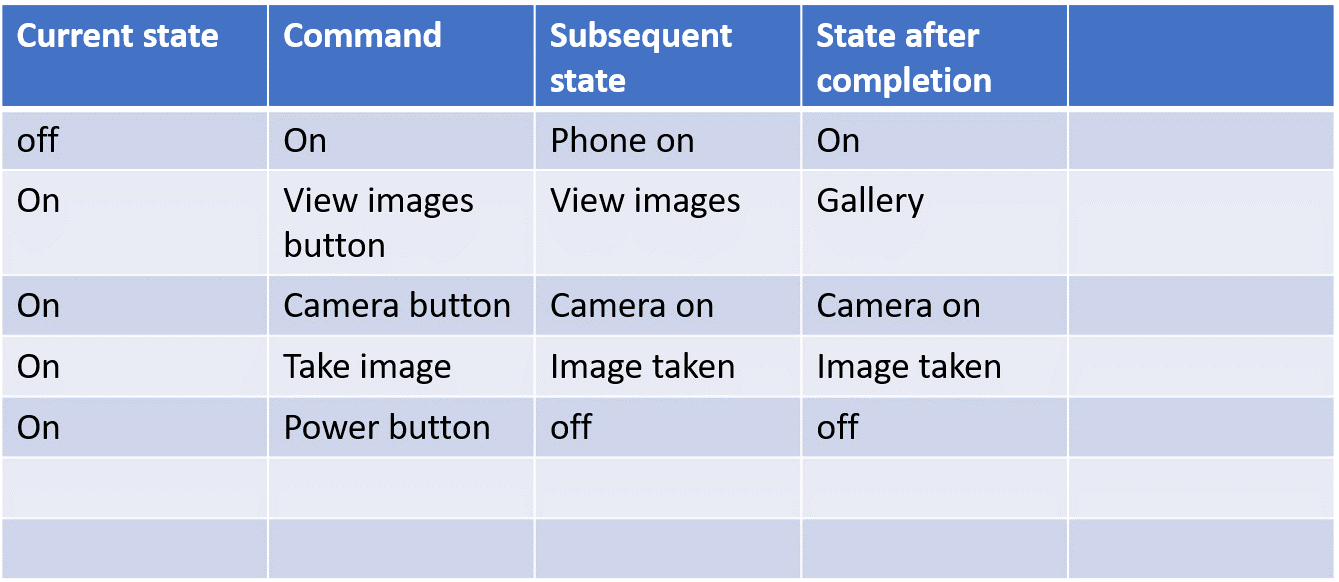 Current state Command Subsequent state State after completion
off On Phone on On
On View images button View images Gallery
On Camera button Camera on Camera on
On Take image Image taken Image taken
On Power button off off